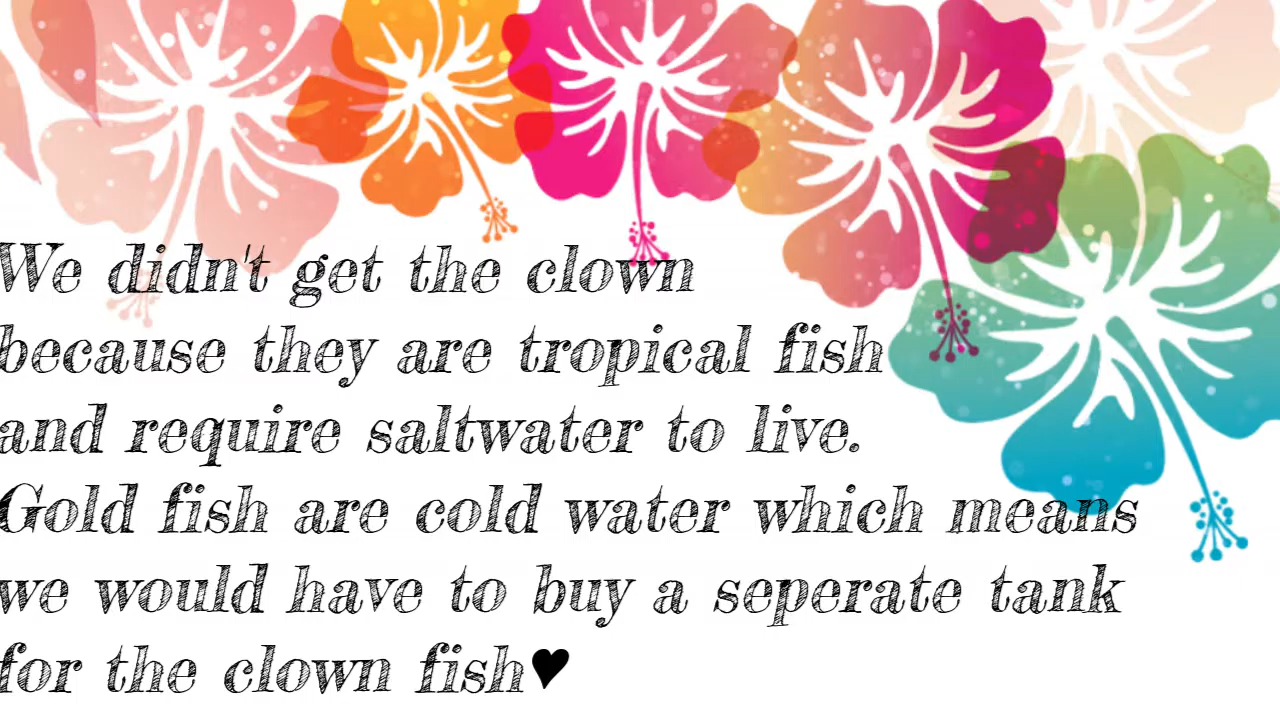 We didn't get the clown
because they are tropical fish
and require saltwater to live.
Gold fish are cold water which means
we would have to buy a seperate tank
for the clown fish♥